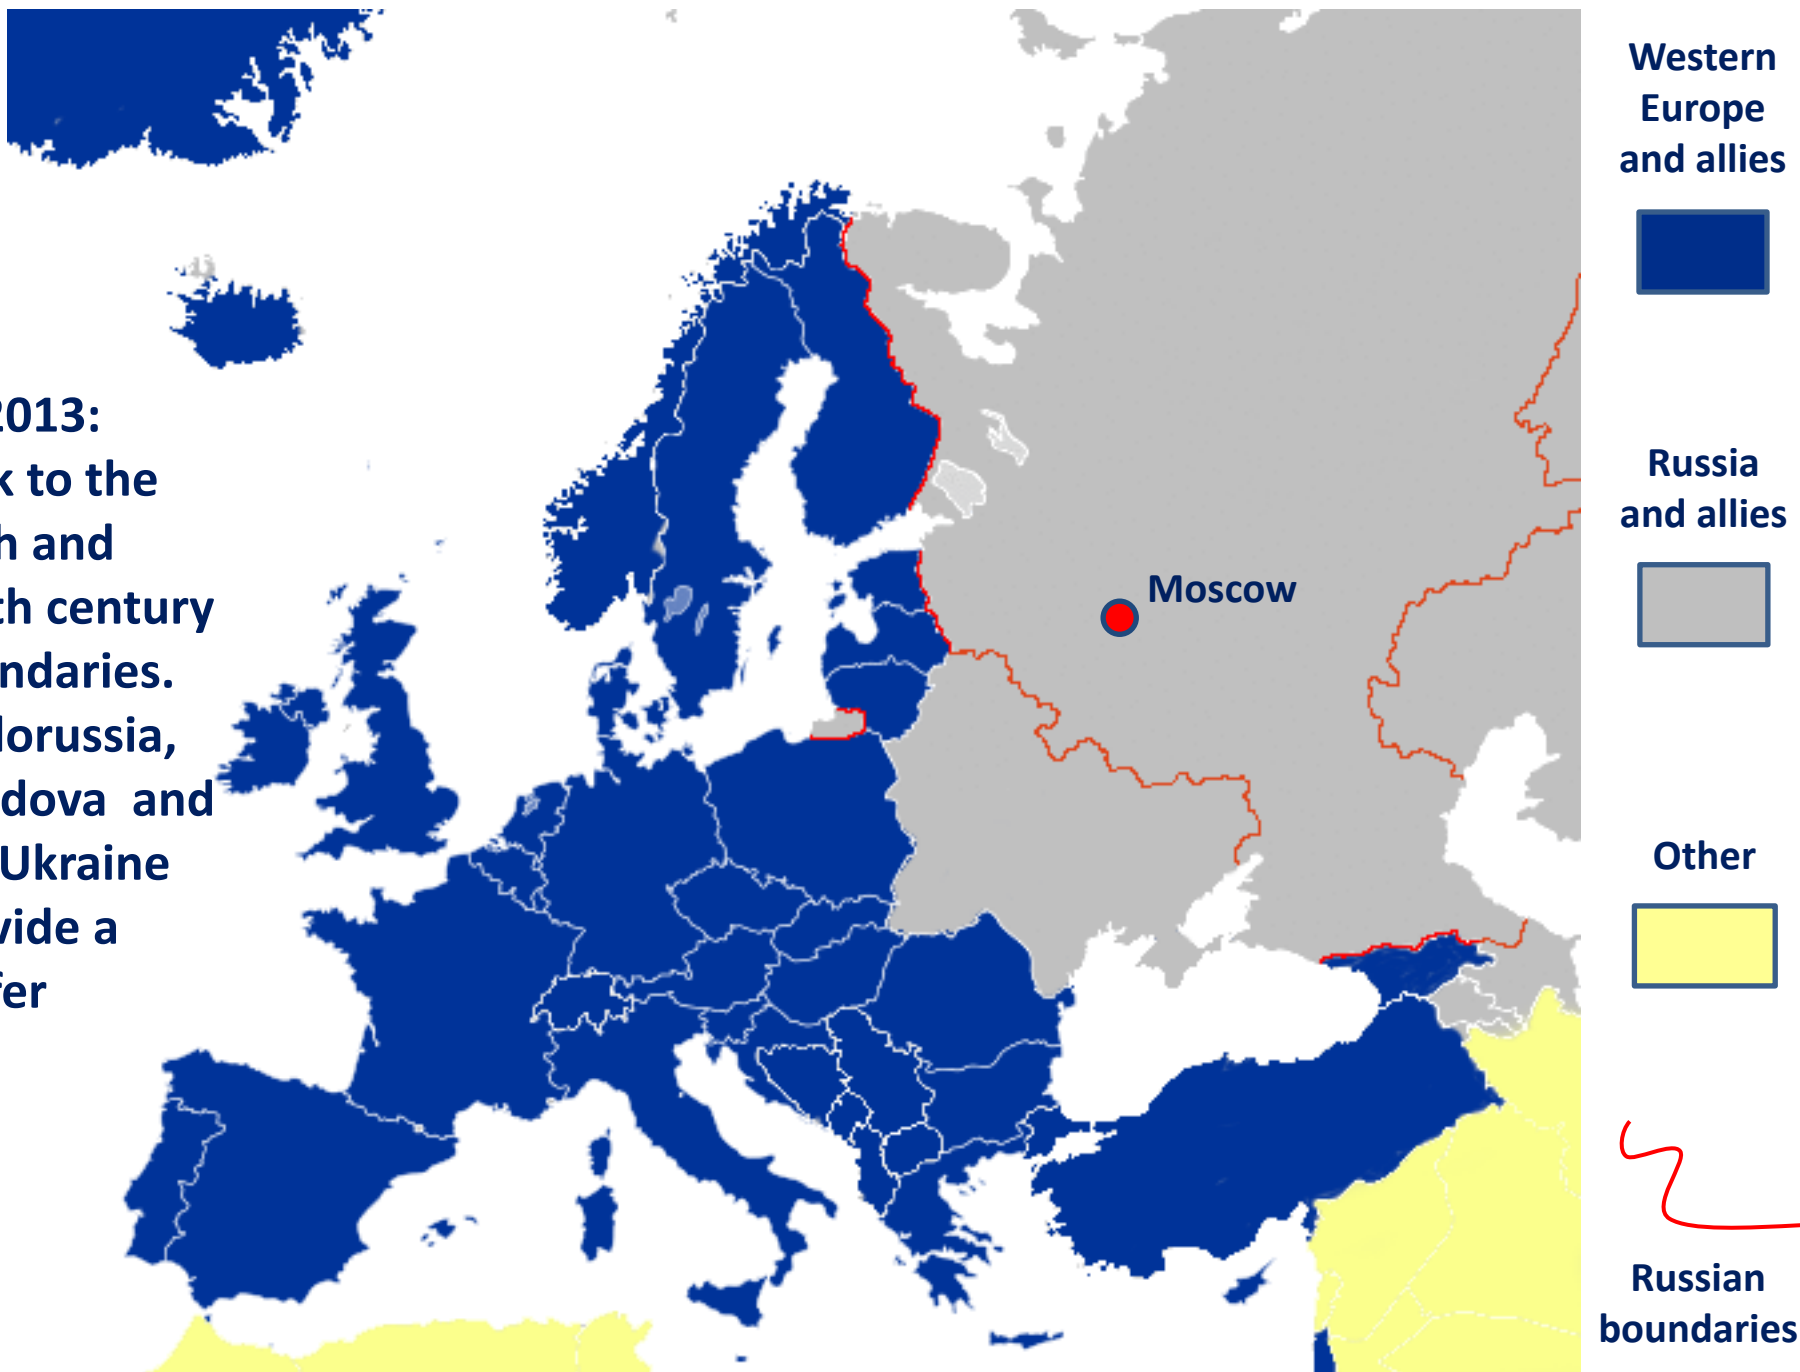 2013:
k to the
h and
th century
ndaries.
lorussia,
dova and
Ukraine
vide a
fer
Moscow
Western
Europe
and allies
Russia
and allies
Other
Russian
boundaries